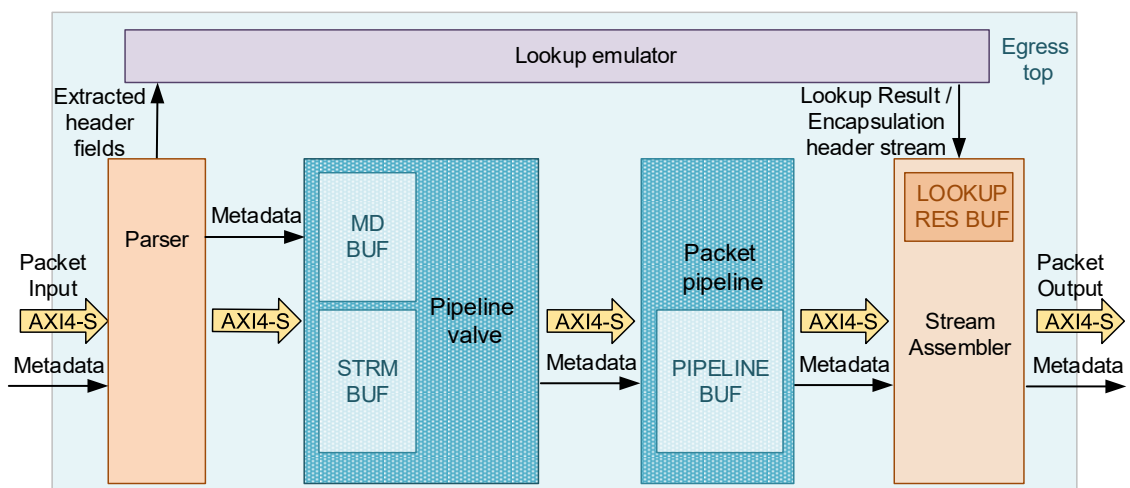 Lookup emulator
Egress
top
Extracted
header
fields
Lookup Result /
Encapsulation
header stream
Packet
Input
AXI4-S
Metadata
Parser
Metadata
AXI4-S
MD
BUF
STRM
BUF
Pipeline
valve
AXI4-S
Metadata
Packet
pipeline
PIPELINE
BUF
AXI4-S
Metadata
LOOKUP
RES BUF
Stream
Assembler
Packet
Output
AXI4-S
Metadata